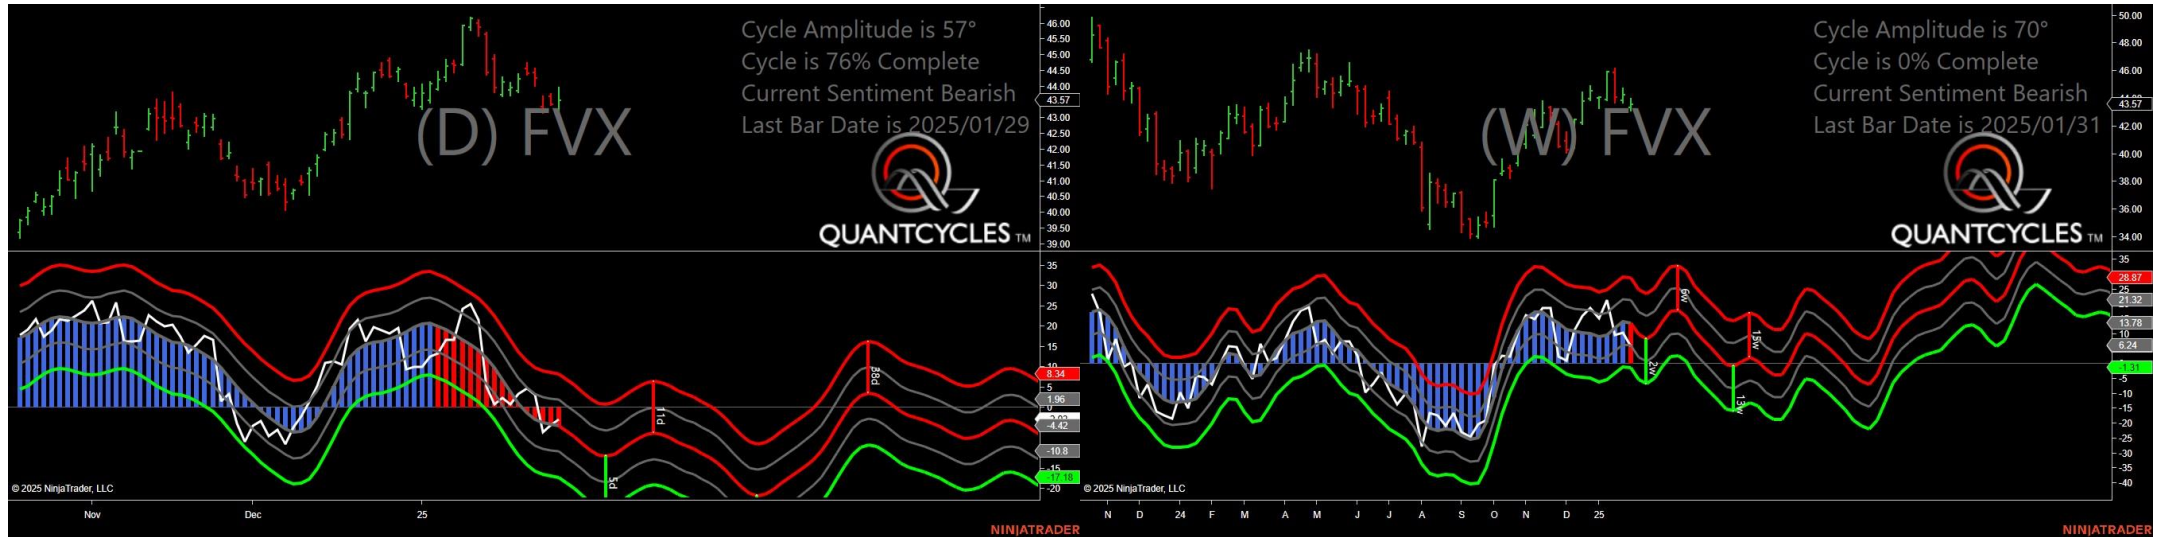 Cycle Amplitude is 57°
Cycle is 76% Complete
Current Sentiment Bearish
Last Bar Date is 2025/01/29
(D) FVX
QUANTCYCLES TM
46.00
45.50
45.00
44.50
44.00
43.57
43.00
42.50
42.00
41.50
41.00
40.50
40.00
39.50
39.00
35
30
25
20
15
8.34
5
1.96
0
-4.42
-10.8
-15
-17.18
-20
5d
11d
38d
© 2025 NinjaTrader, LLC
Nov
Dec
25
NINJATRADER
Cycle Amplitude is 70°
Cycle is 0% Complete
Current Sentiment Bearish
Last Bar Date is 2025/01/31
(W) FVX
QUANTCYCLES TM
50.00
48.00
46.00
43.57
42.00
40.00
38.00
36.00
34.00
35
28.87
25
21.32
13.78
10
6.24
-1.31
-5
-10
-15
-20
-25
-30
-35
-40
2w
6w
13w
15w
© 2025 NinjaTrader, LLC
N D 24 F M A M J J A S O N D 25
NINJATRADER